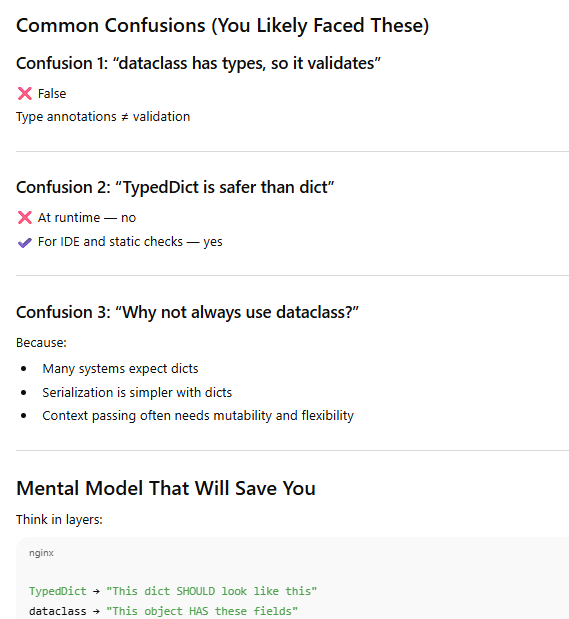 Common Confusions (You Likely Faced These)
Confusion 1: “dataclass has types, so it validates”
❌ False
Type annotations ≠ validation
Confusion 2: “TypedDict is safer than dict”
❌ At runtime — no
✔ For IDE and static checks — yes
Confusion 3: “Why not always use dataclass?”
Because:
• Many systems expect dicts
• Serialization is simpler with dicts
• Context passing often needs mutability and flexibility
Mental Model That Will Save You
Think in layers:
nginx
TypedDict → "This dict SHOULD look like this"
dataclass → "This object HAS these fields"